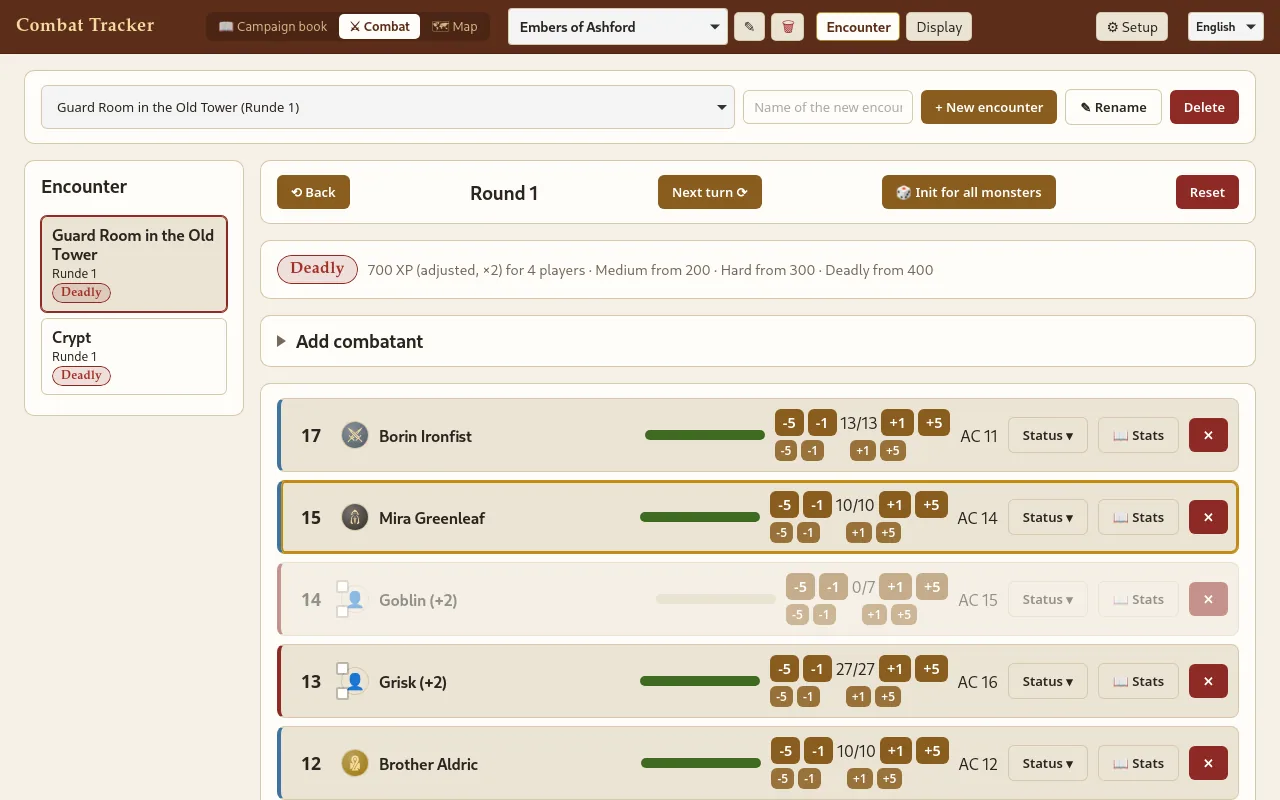 Combat Tracker
📖 Campaign book
⚔ Combat
🗺 Map
Embers of Ashford
✎
🗑
Encounter
Display
⚙ Setup
English
Guard Room in the Old Tower (Runde 1)
Name of the new encour
+ New encounter
✎ Rename
Delete
Encounter
Guard Room in the Old
Tower
Runde 1
Deadly
Crypt
Runde 1
Deadly
⟲ Back
Round 1
Next turn ⟳
🎲 Init for all monsters
Reset
Deadly 700 XP (adjusted, ×2) for 4 players · Medium from 200 · Hard from 300 · Deadly from 400
▶ Add combatant
17 Borin Ironfist -5 -1 13/13 +1 +5 AC 11 Status ▾ 📖 Stats ✕
-5 -1 +1 +5
15 Mira Greenleaf -5 -1 10/10 +1 +5 AC 14 Status ▾ 📖 Stats ✕
-5 -1 +1 +5
14 Goblin (+2) -5 -1 0/7 +1 +5 AC 15 Status ▾ 📖 Stats ✕
-5 -1 +1 +5
13 Grisk (+2) -5 -1 27/27 +1 +5 AC 16 Status ▾ 📖 Stats ✕
-5 -1 +1 +5
12 Brother Aldric -5 -1 10/10 +1 +5 AC 12 Status ▾ 📖 Stats ✕
-5 -1 +1 +5